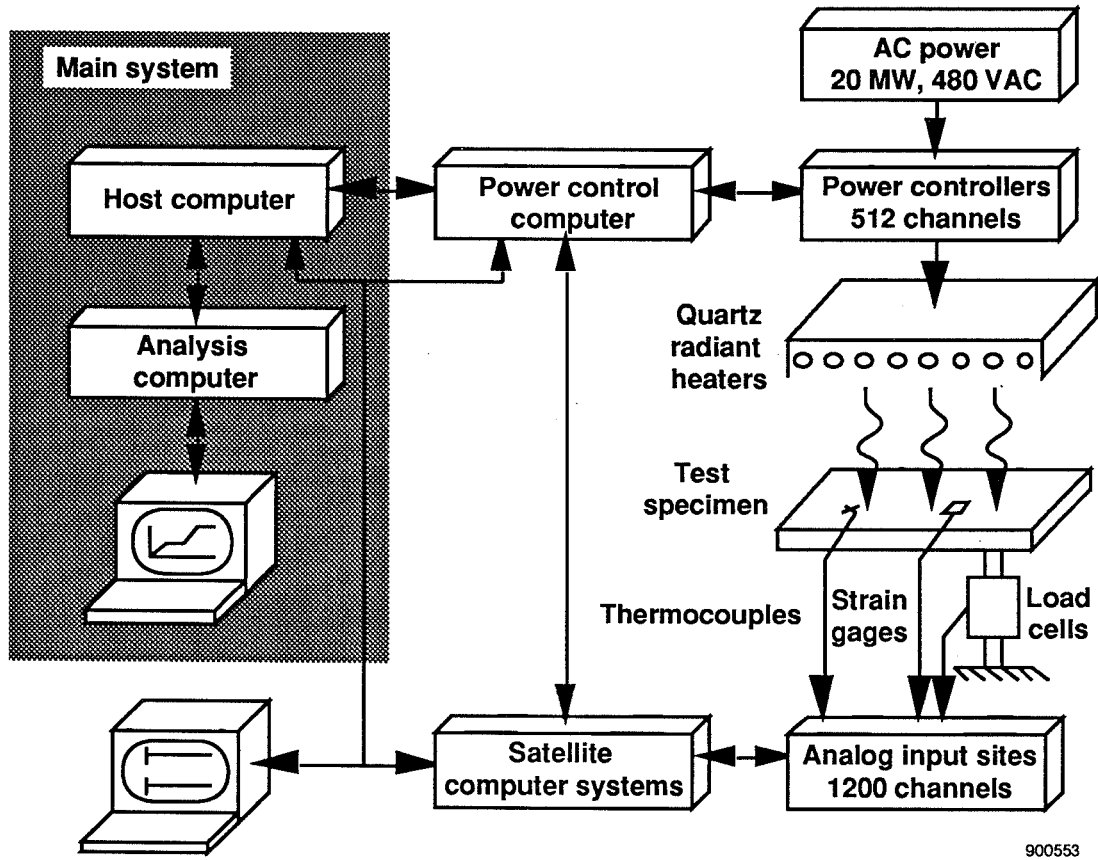 Main system
AC power
20 MW, 480 VAC
Host computer
Power control
computer
Power controllers
512 channels
Analysis
computer
Quartz
radiant
heaters
Test
specimen
Thermocouples
Strain
gages
Load
cells
Satellite
computer systems
Analog input sites
1200 channels
900553